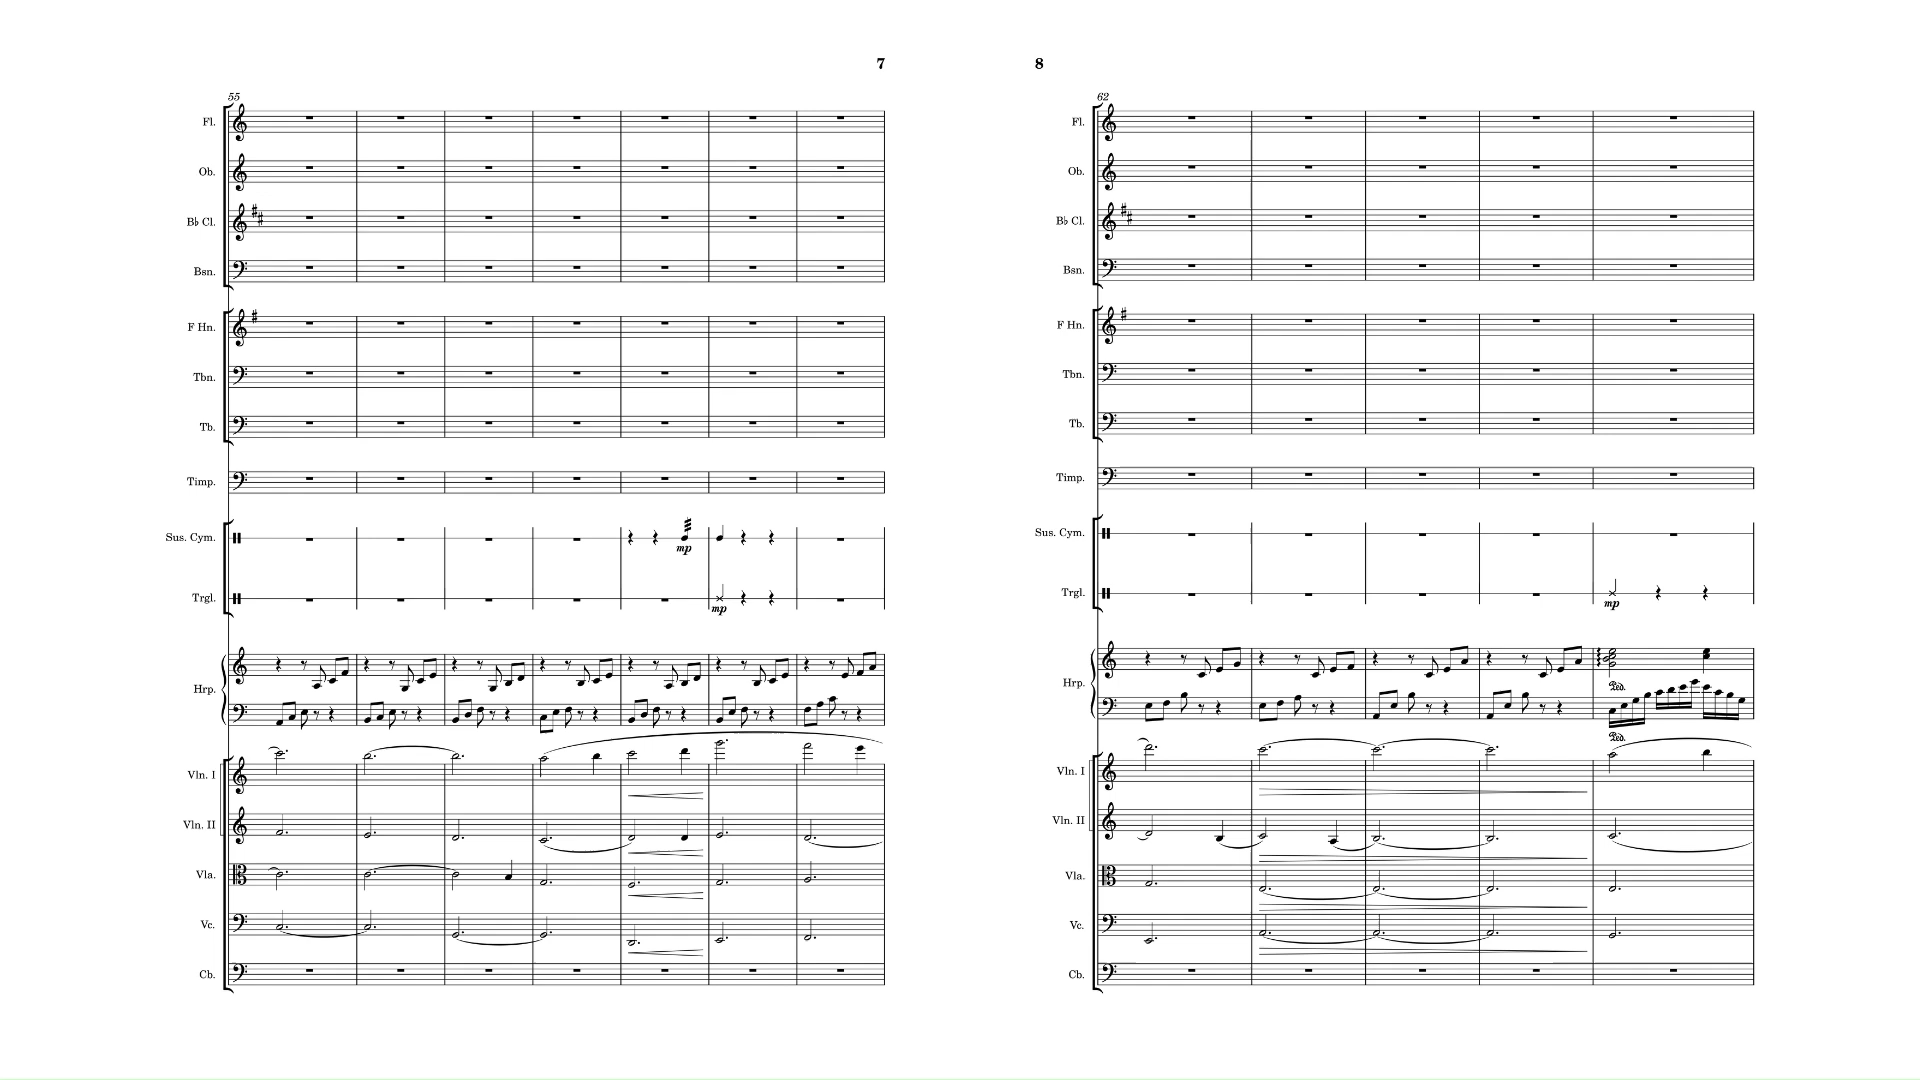 7
55
Fl.
Ob.
B♭ Cl.
Bsn.
F Hn.
Tbn.
Tb.
Timp.
Sus. Cym.
mp
Trgl.
mp
Hrp.
Vln. I
Vln. II
Vla.
Vc.
Cb.
8
62
Fl.
Ob.
B♭ Cl.
Bsn.
F Hn.
Tbn.
Tb.
Timp.
Sus. Cym.
Trgl.
mp
Hrp.
Ped.
Ped.
Vln. I
Vln. II
Vla.
Vc.
Cb.